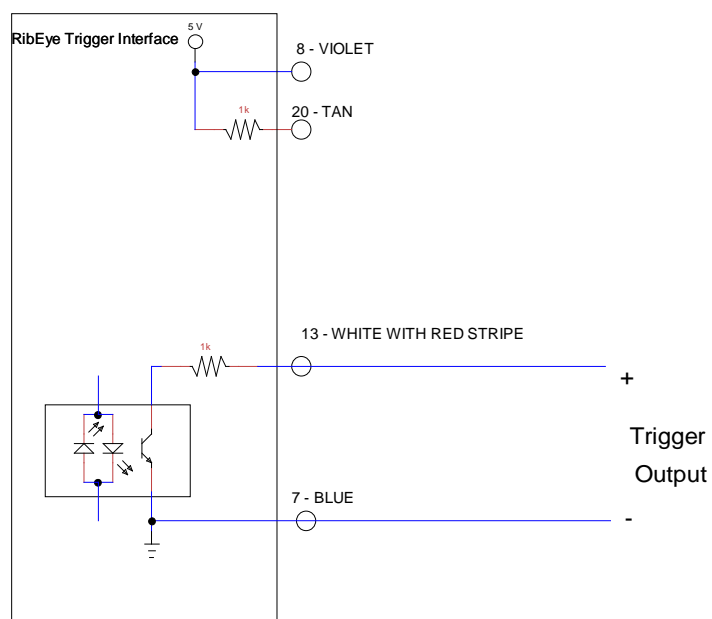 5 V
RibEye Trigger Interface
8 - VIOLET
1k
20 - TAN
13 - WHITE WITH RED STRIPE
1k
+
Trigger
Output
7 - BLUE
-